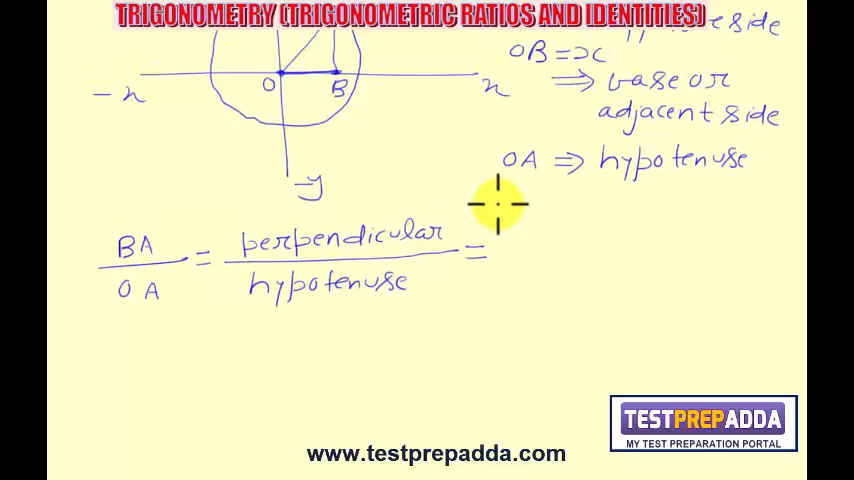 TRIGONOMETRY (TRIGONOMETRIC RATIOS AND IDENTITIES)
side
OB = x
⇒ base or
adjacent side
O B
-x x
OA ⇒ hypotenuse
-y
BA/OA = perpendicular/hypotenuse =
TESTPREPADDA
MY TEST PREPARATION PORTAL
www.testprepadda.com